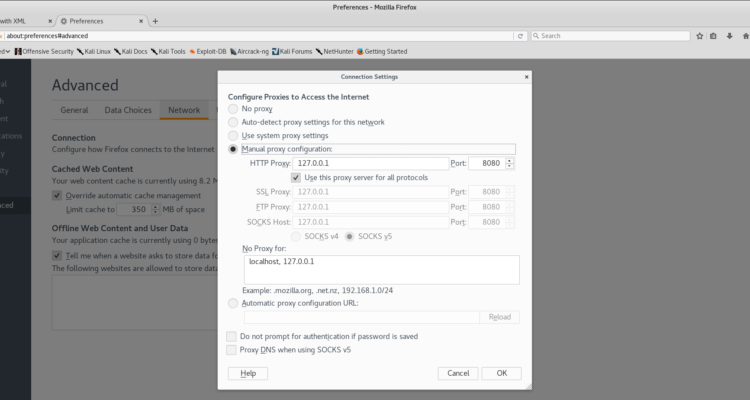 Preferences - Mozilla Firefox
with XML × Preferences × +
about:preferences#advanced Search
Offensive Security Kali Linux Kali Docs Kali Tools Exploit-DB Aircrack-ng Kali Forums NetHunter Getting Started
Advanced
General Data Choices Network
Connection
Configure how Firefox connects to the Internet
Cached Web Content
Your web content cache is currently using 8.2 M
Override automatic cache management
Limit cache to 350 MB of space
Offline Web Content and User Data
Your application cache is currently using 0 bytes
Tell me when a website asks to store data fo
The following websites are allowed to store data
Connection Settings ×
Configure Proxies to Access the Internet
No proxy
Auto-detect proxy settings for this network
Use system proxy settings
Manual proxy configuration:
HTTP Proxy: 127.0.0.1 Port: 8080
Use this proxy server for all protocols
SSL Proxy: 127.0.0.1 Port: 8080
FTP Proxy: 127.0.0.1 Port: 8080
SOCKS Host: 127.0.0.1 Port: 8080
SOCKS v4 SOCKS v5
No Proxy for:
localhost, 127.0.0.1
Example: .mozilla.org, .net.nz, 192.168.1.0/24
Automatic proxy configuration URL:
Reload
Do not prompt for authentication if password is saved
Proxy DNS when using SOCKS v5
Help Cancel OK